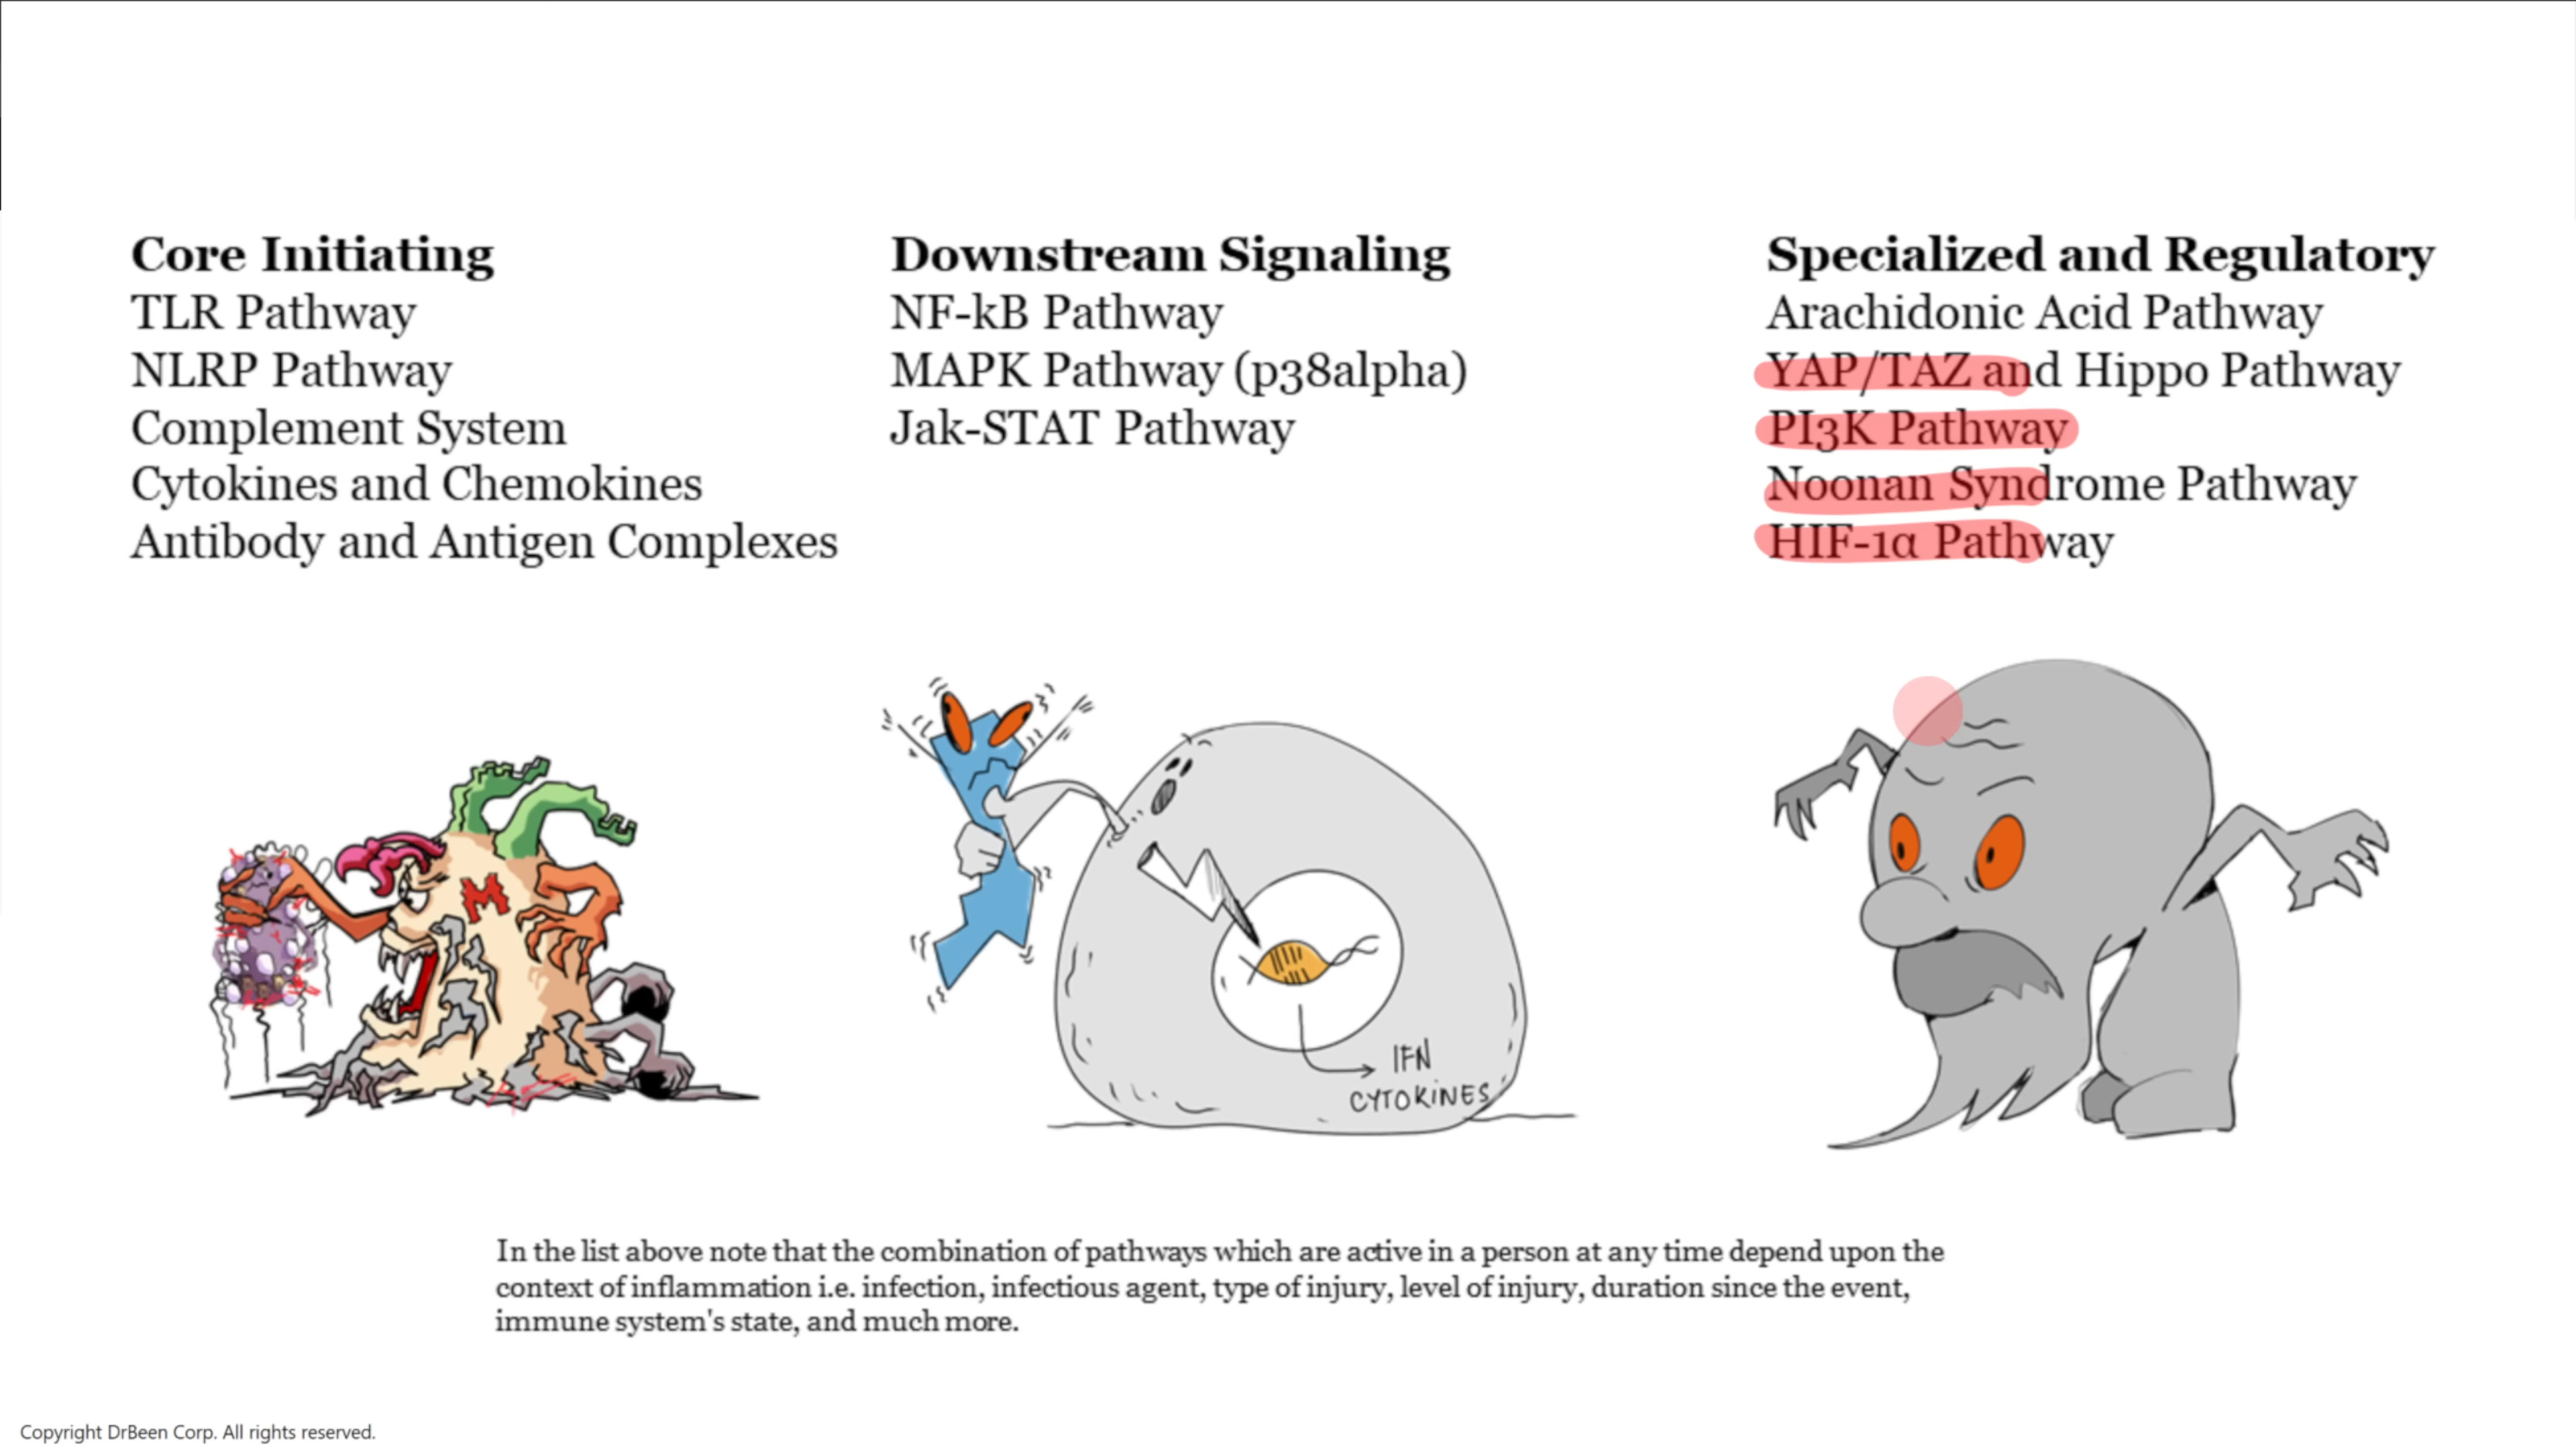 Core Initiating
TLR Pathway
NLRP Pathway
Complement System
Cytokines and Chemokines
Antibody and Antigen Complexes
Downstream Signaling
NF-kB Pathway
MAPK Pathway (p38alpha)
Jak-STAT Pathway
Specialized and Regulatory
Arachidonic Acid Pathway
YAP/TAZ and Hippo Pathway
PI3K Pathway
Noonan Syndrome Pathway
HIF-1α Pathway
M
IFN
CYTOKINES
In the list above note that the combination of pathways which are active in a person at any time depend upon the
context of inflammation i.e. infection, infectious agent, type of injury, level of injury, duration since the event,
immune system's state, and much more.
Copyright DrBeen Corp. All rights reserved.